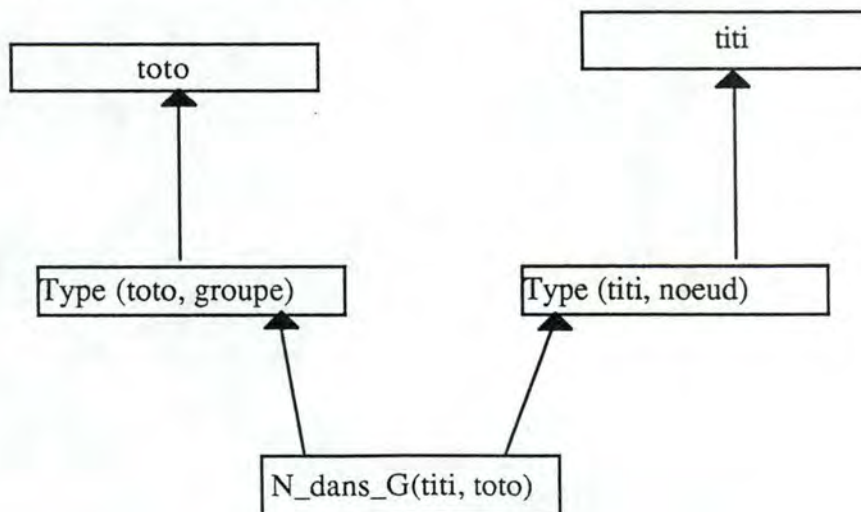 toto
titi
Type (toto, groupe)
Type (titi, noeud)
N_dans_G(titi, toto)